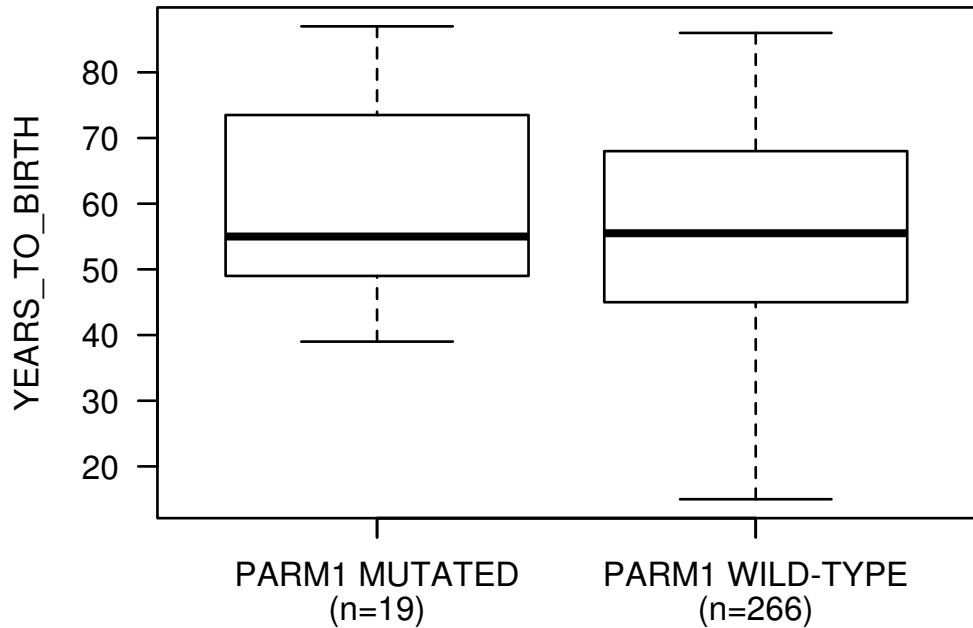 YEARS_TO_BIRTH
80
70
60
50
40
30
20
PARM1 MUTATED
(n=19)
PARM1 WILD-TYPE
(n=266)